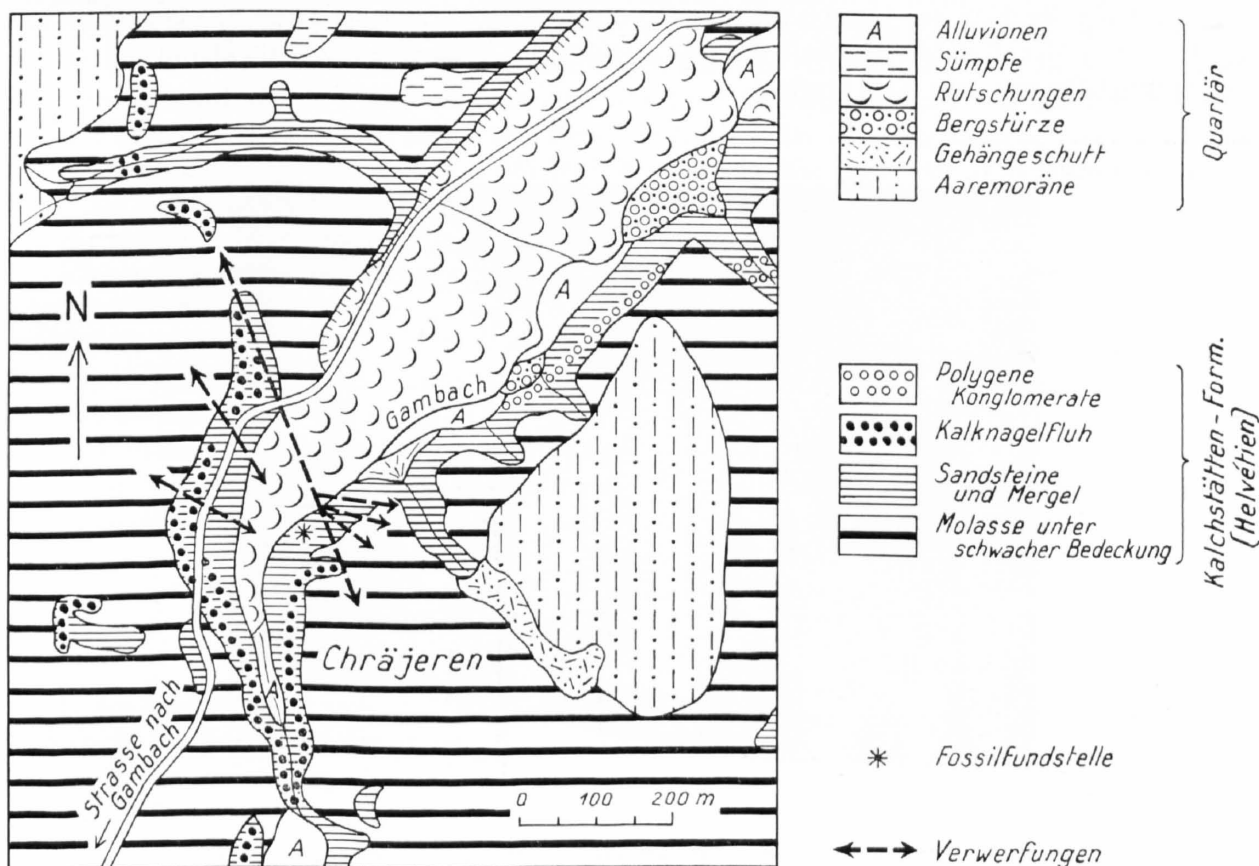 A
N
Gambach
A
A
Chräjeren
A
Strasse nach
Gambach
A
0 100 200 m
A Alluvionen
Sümpfe
Rutschungen
Bergstürze
Gehängeschutt
Aaremoräne
Quartär
Polygene
Konglomerate
Kalknagelfluh
Sandsteine
und Mergel
Molasse unter
schwacher Bedeckung
Kalchstätten-Form.
(Helvétien)
Fossilfundstelle
Verwerfungen